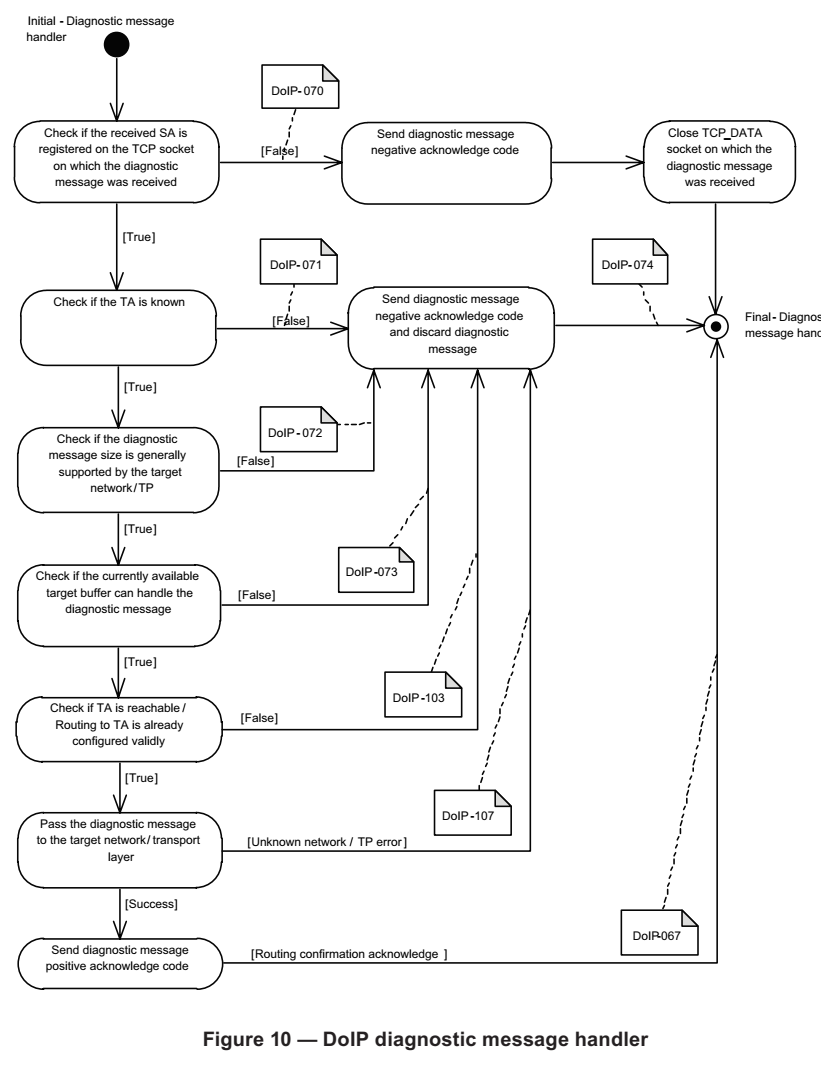 Initial - Diagnostic message
handler
DoIP-070
Check if the received SA is
registered on the TCP socket
on which the diagnostic
message was received
[False]
Send diagnostic message
negative acknowledge code
Close TCP_DATA
socket on which the
diagnostic message
was received
[True]
DoIP-071
DoIP-074
Check if the TA is known
[False]
Send diagnostic message
negative acknowledge code
and discard diagnostic
message
Final- Diagnos
message hand
[True]
DoIP-072
Check if the diagnostic
message size is generally
supported by the target
network/TP
[False]
[True]
DoIP-073
Check if the currently available
target buffer can handle the
diagnostic message
[False]
[True]
DoIP-103
Check if TA is reachable/
Routing to TA is already
configured validly
[False]
[True]
DoIP-107
Pass the diagnostic message
to the target network/transport
layer
[Unknown network / TP error]
[Success]
DoIP-067
Send diagnostic message
positive acknowledge code
[Routing confirmation acknowledge ]
Figure 10 — DoIP diagnostic message handler